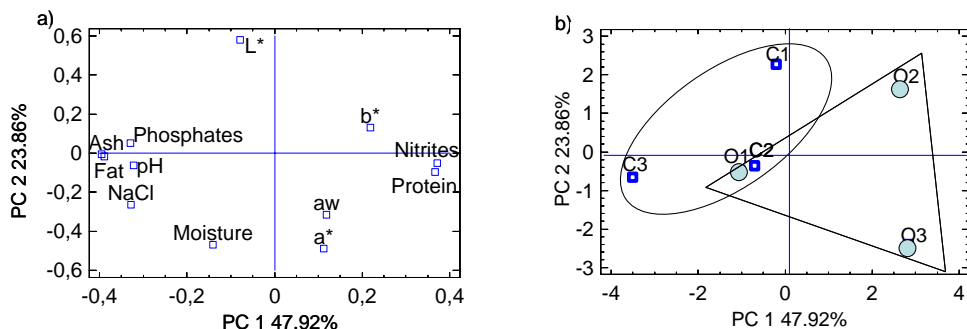 a)
0,6
0,4
0,2
0
-0,2
-0,4
-0,6
PC 2 23.86%
L*
b*
Ash
Phosphates
Fat
pH
NaCl
Nitrites
Protein
aw
a*
Moisture
-0,4
-0,2
0
0,2
0,4
PC 1 47.92%
b)
3
2
1
0
-1
-2
-3
PC 2 23.86%
C1
O2
O1
C2
C3
O3
-4
-2
0
2
4
PC 1 47.92%